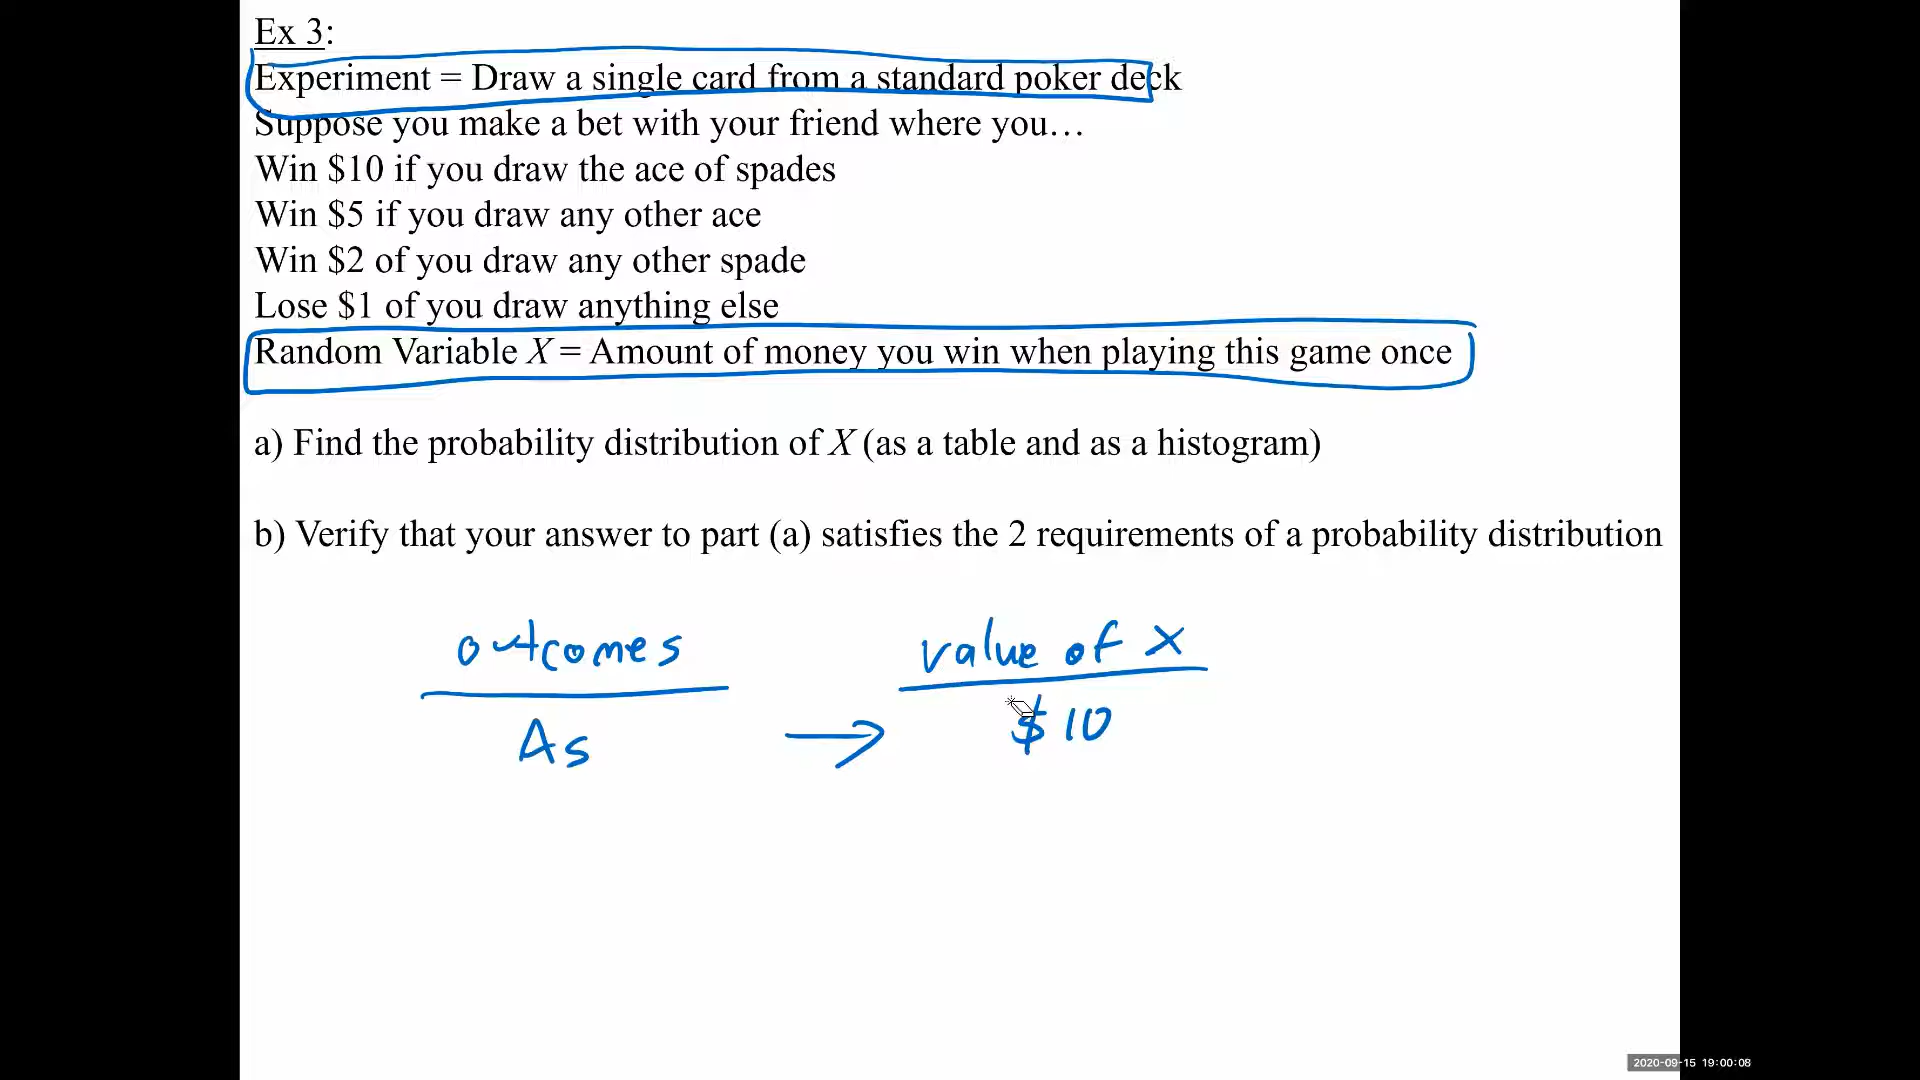 Ex 3:
Experiment = Draw a single card from a standard poker deck
Suppose you make a bet with your friend where you…
Win $10 if you draw the ace of spades
Win $5 if you draw any other ace
Win $2 of you draw any other spade
Lose $1 of you draw anything else
Random Variable X = Amount of money you win when playing this game once
a) Find the probability distribution of X (as a table and as a histogram)
b) Verify that your answer to part (a) satisfies the 2 requirements of a probability distribution
outcomes value of X
As → $10
2020-09-15 19:00:08